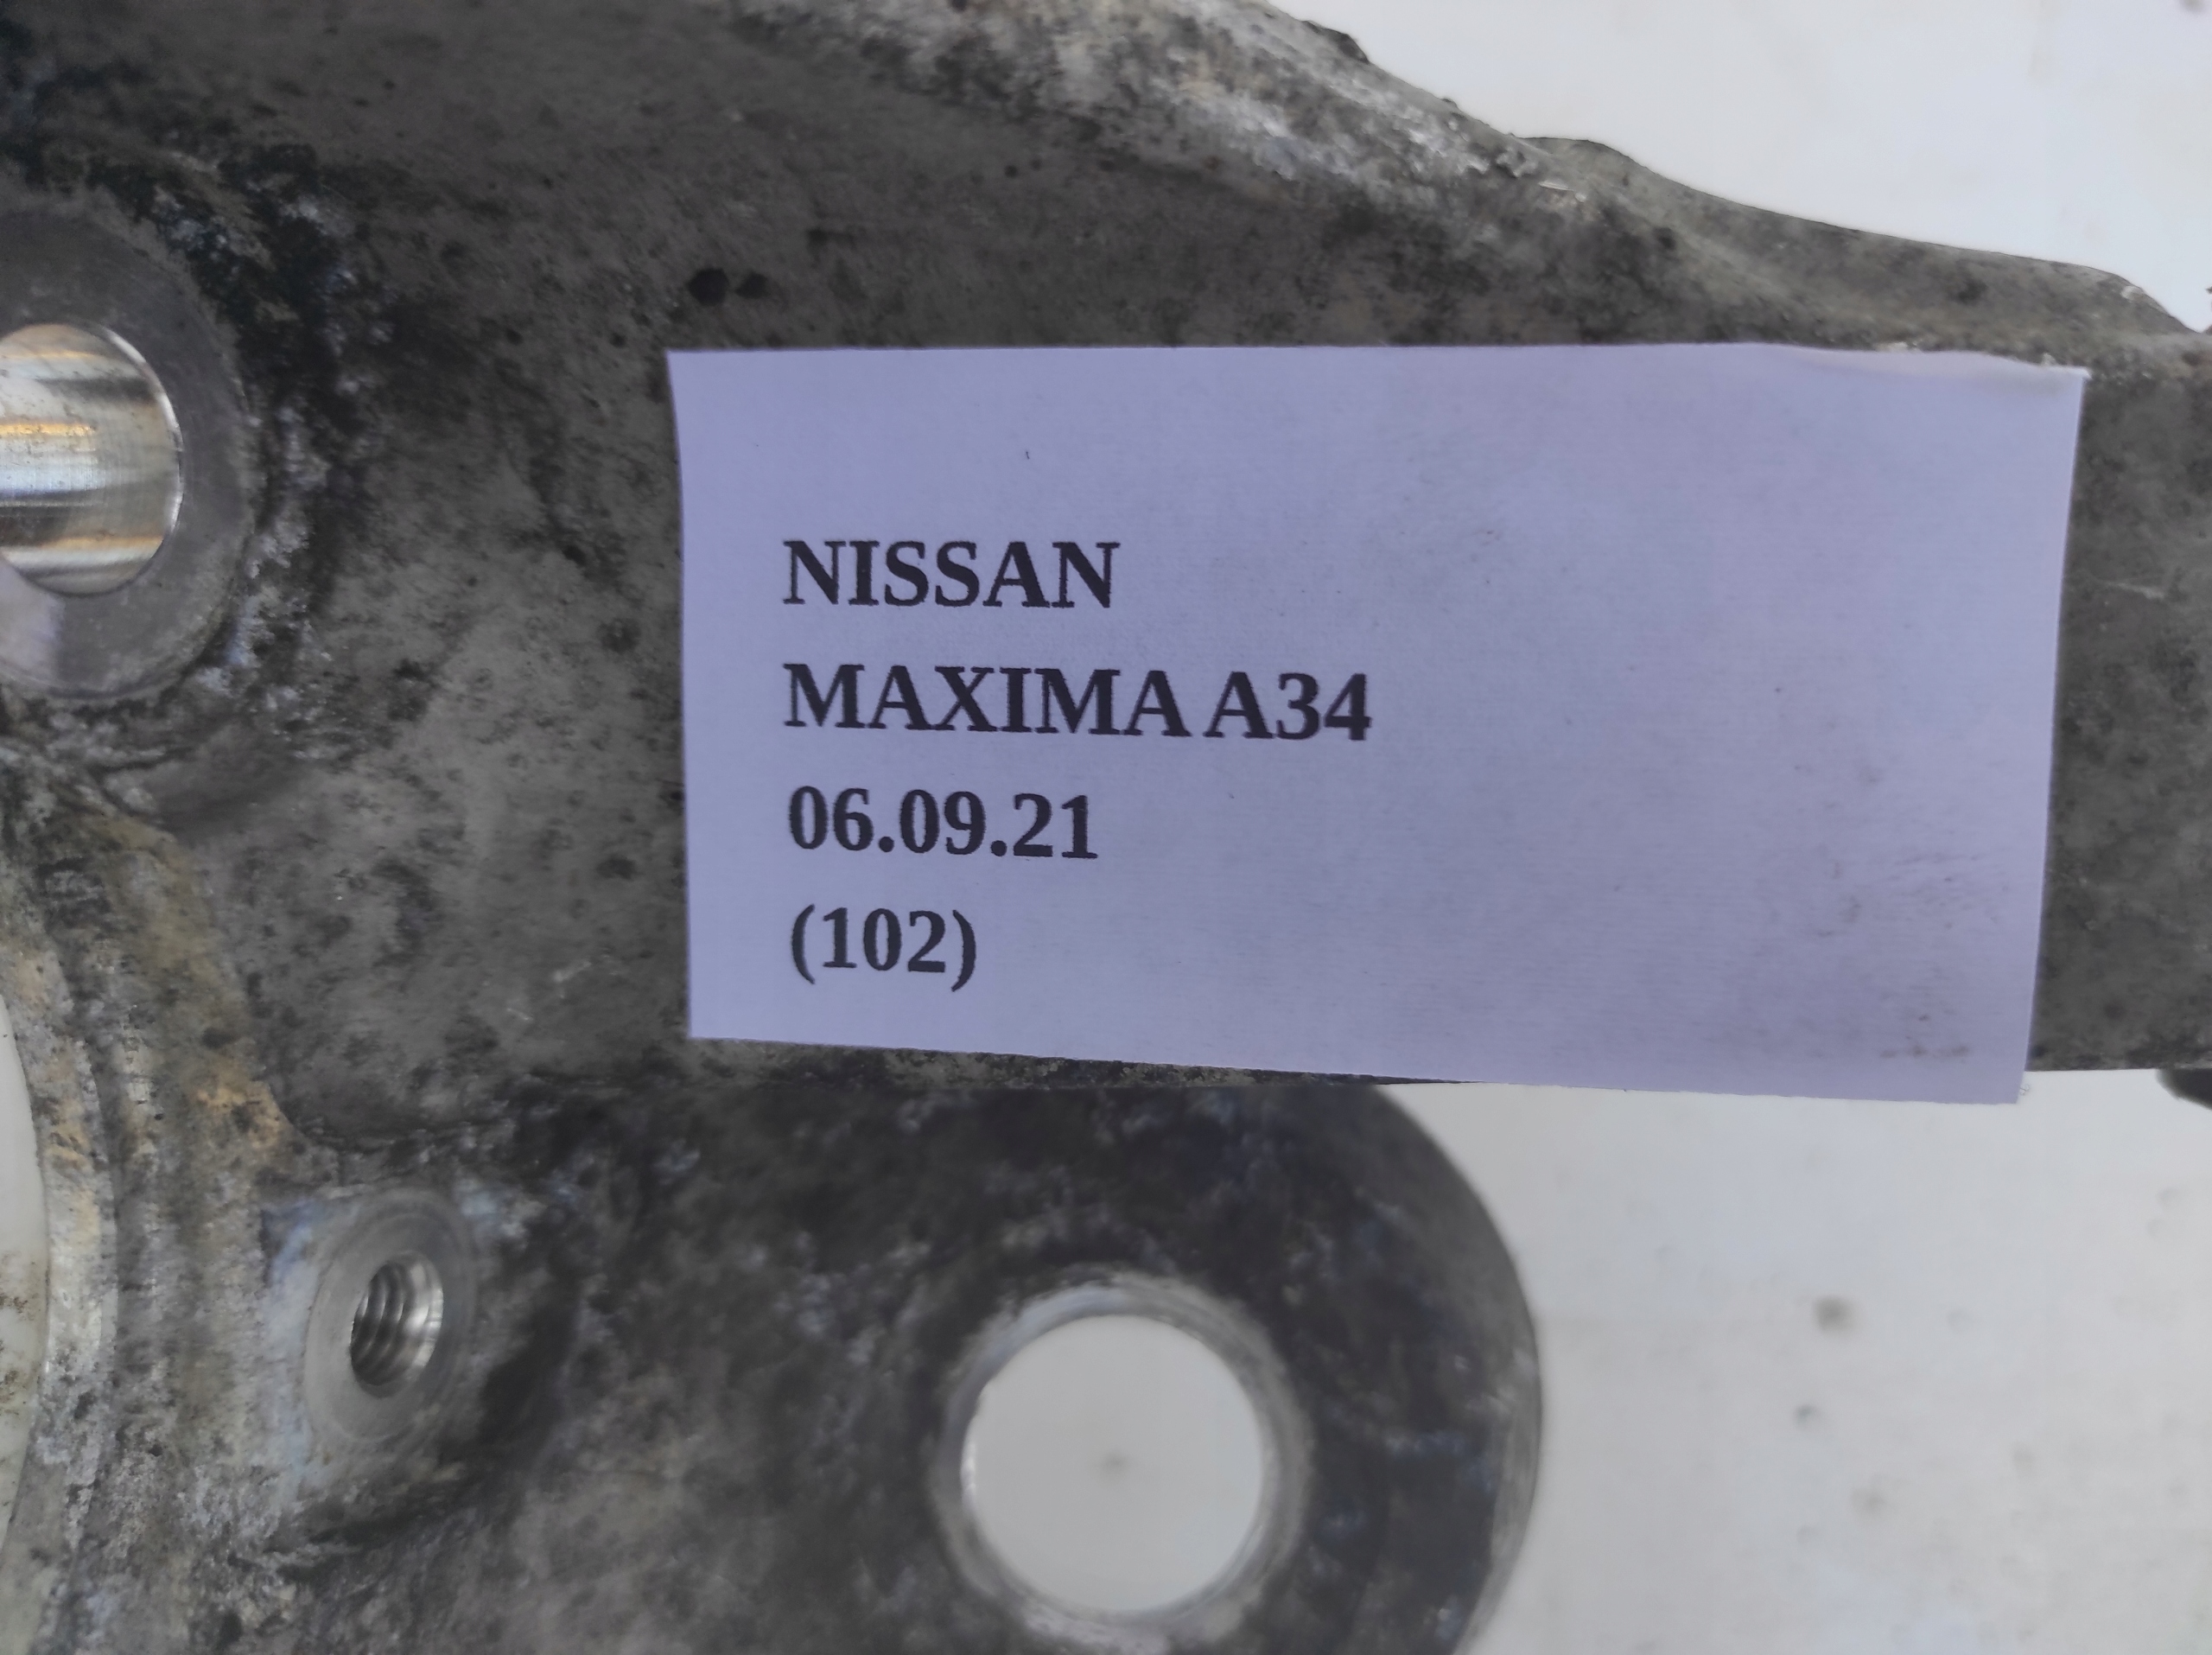 NISSAN
MAXIMA A34
06.09.21
(102)